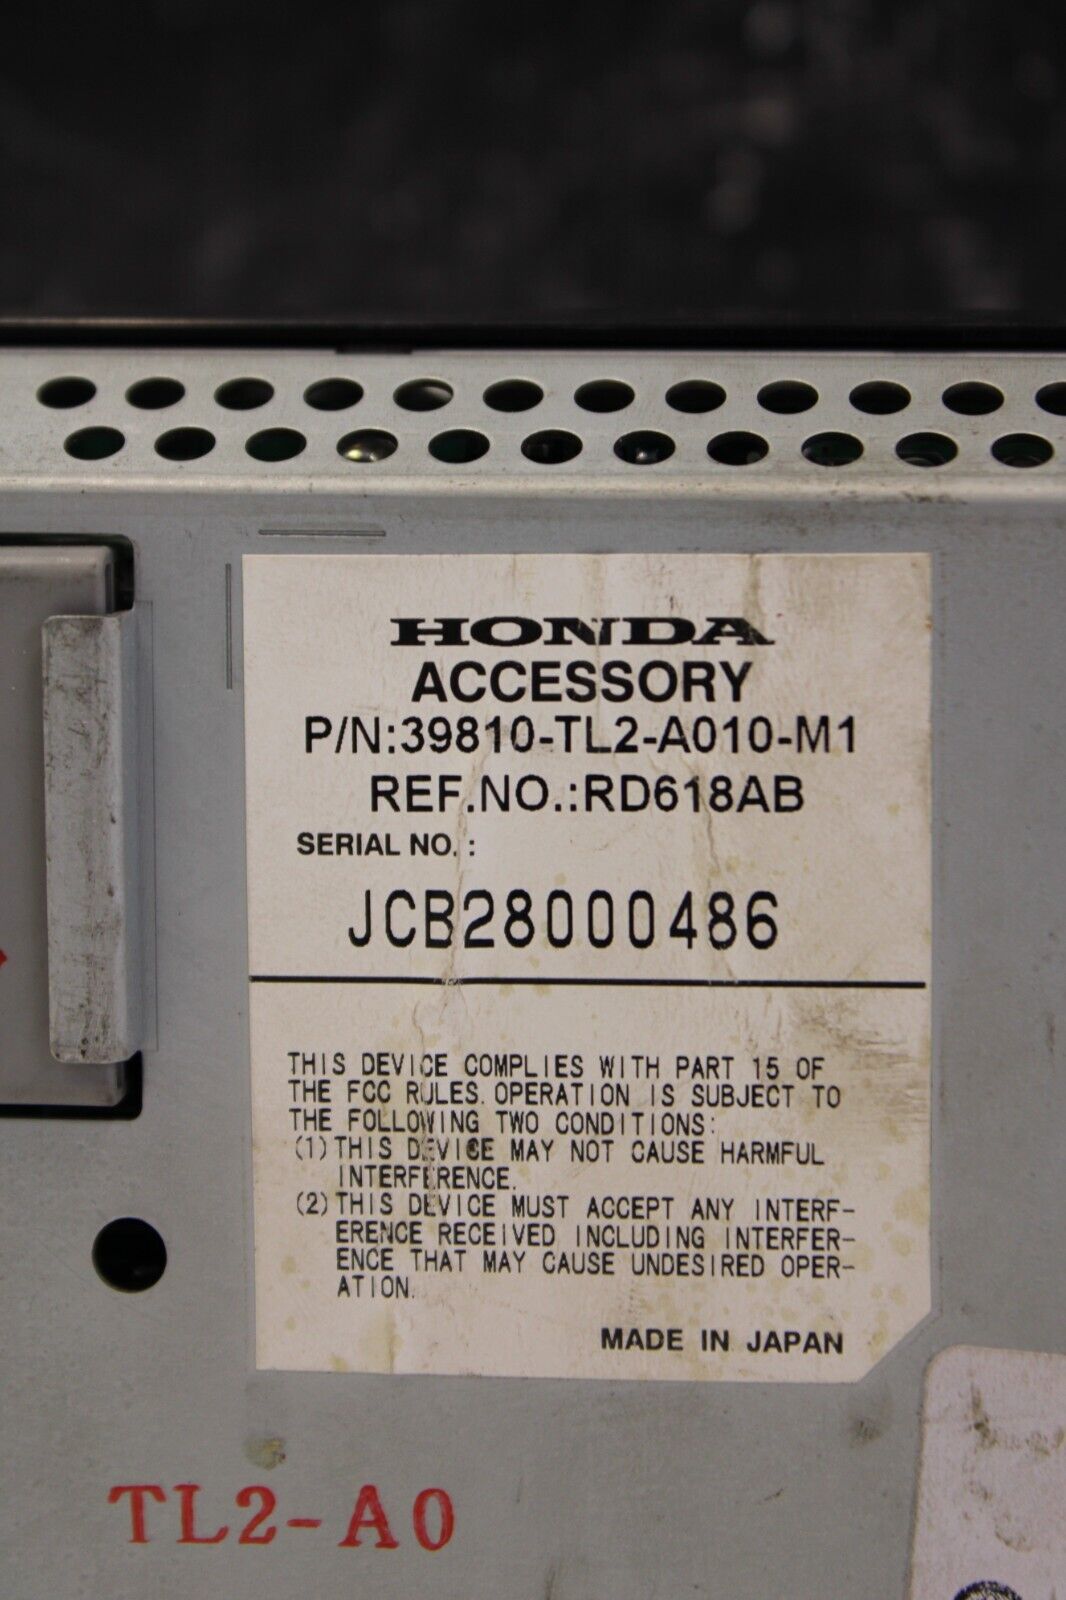 HONDA
ACCESSORY
P/N:39810-TL2-A010-M1
REF.NO.:RD618AB
SERIAL NO. :
JCB28000486
THIS DEVICE COMPLIES WITH PART 15 OF
THE FCC RULES. OPERATION IS SUBJECT TO
THE FOLLOWING TWO CONDITIONS:
(1) THIS DEVICE MAY NOT CAUSE HARMFUL
INTERFERENCE.
(2) THIS DEVICE MUST ACCEPT ANY INTERF-
ERENCE RECEIVED INCLUDING INTERFER-
ENCE THAT MAY CAUSE UNDESIRED OPER-
ATION.
MADE IN JAPAN
TL2-A0